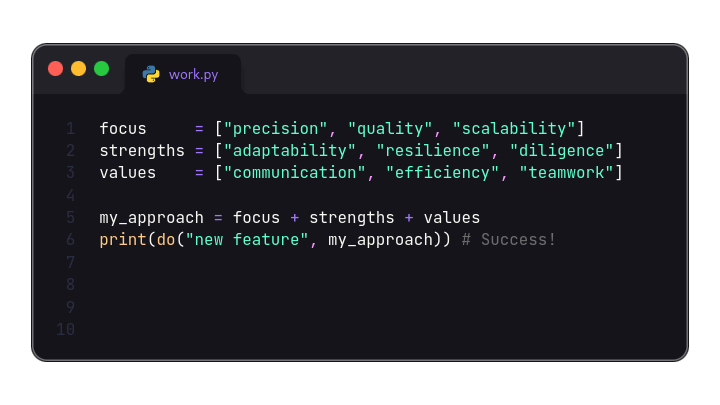 work.py
1 focus     = ["precision", "quality", "scalability"]
2 strengths = ["adaptability", "resilience", "diligence"]
3 values    = ["communication", "efficiency", "teamwork"]
4
5 my_approach = focus + strengths + values
6 print(do("new feature", my_approach)) # Success!
7
8
9
10